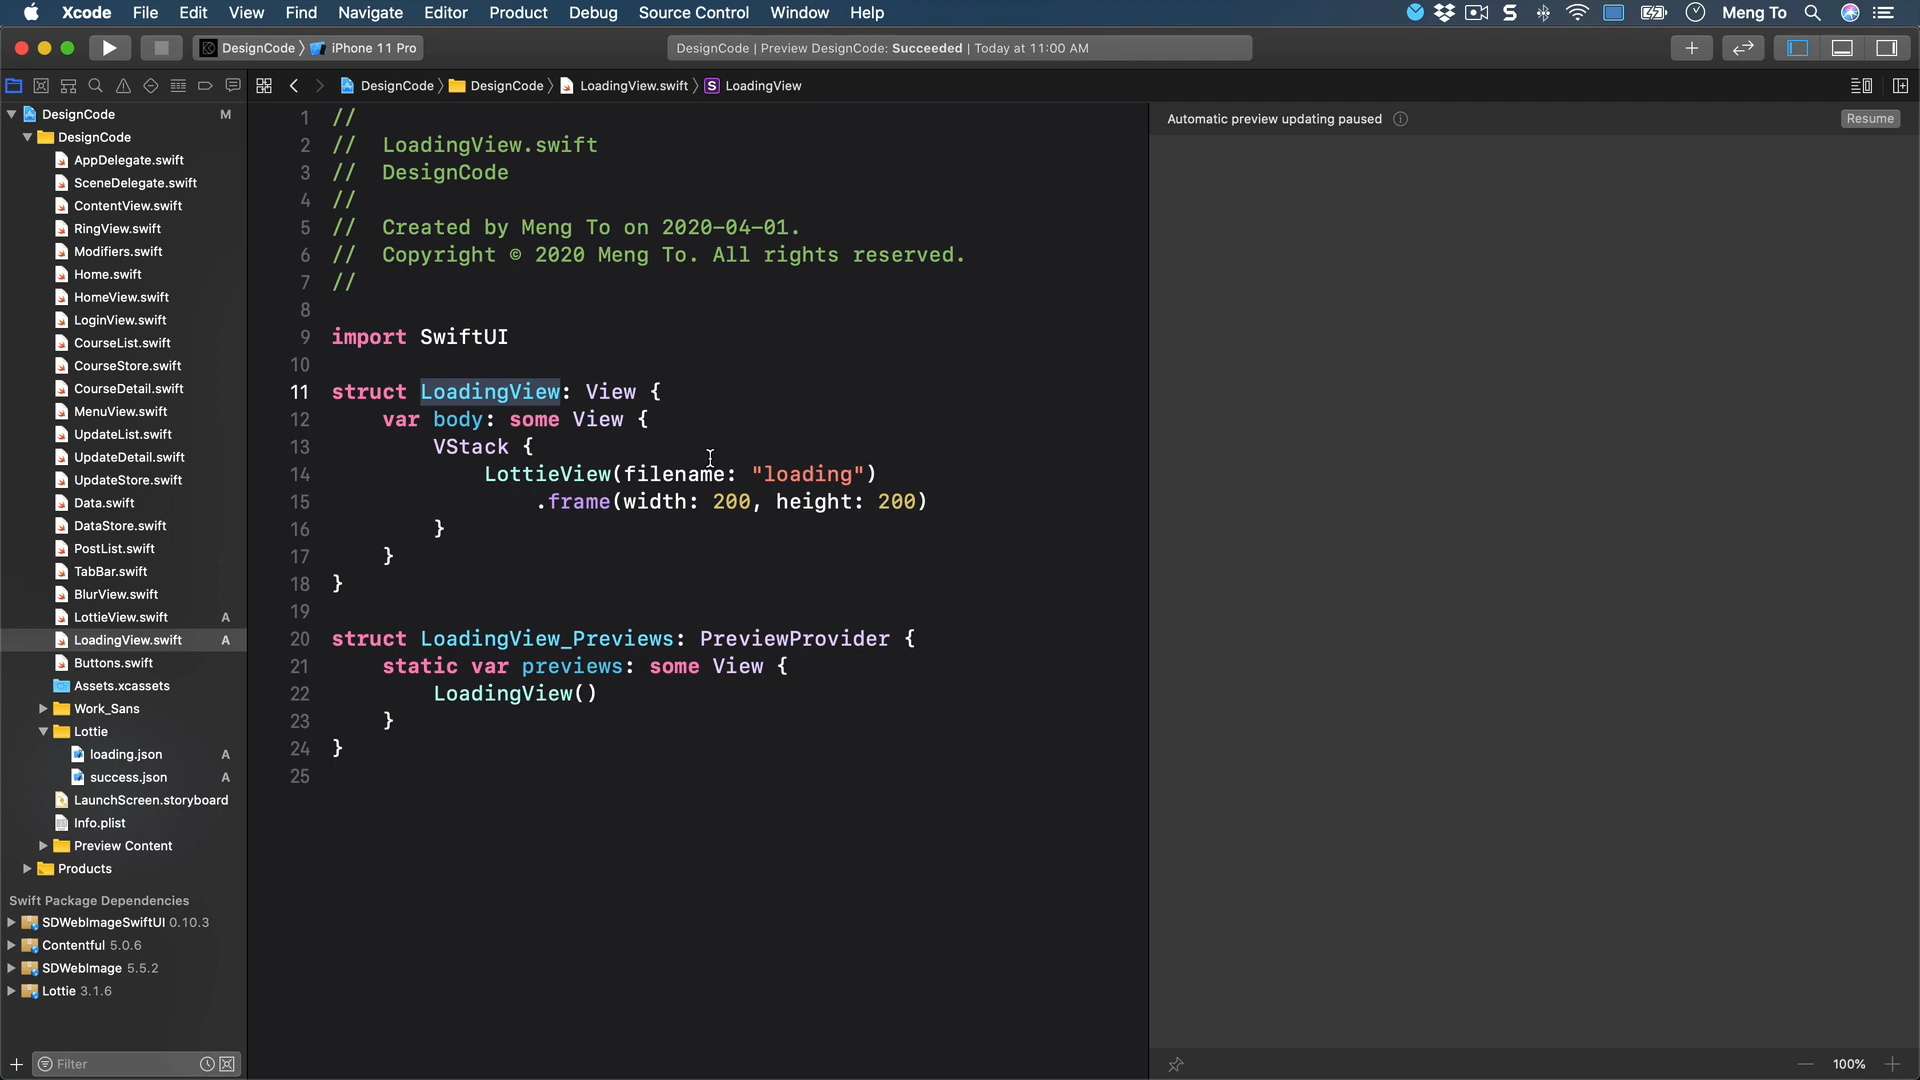 Xcode File Edit View Find Navigate Editor Product Debug Source Control Window Help Meng To
DesignCode iPhone 11 Pro DesignCode | Preview DesignCode: Succeeded | Today at 11:00 AM
DesignCode DesignCode LoadingView.swift S LoadingView
DesignCode M
DesignCode
AppDelegate.swift
SceneDelegate.swift
ContentView.swift
RingView.swift
Modifiers.swift
Home.swift
HomeView.swift
LoginView.swift
CourseList.swift
CourseStore.swift
CourseDetail.swift
MenuView.swift
UpdateList.swift
UpdateDetail.swift
UpdateStore.swift
Data.swift
DataStore.swift
PostList.swift
TabBar.swift
BlurView.swift
LottieView.swift A
LoadingView.swift A
Buttons.swift
Assets.xcassets
Work_Sans
Lottie
loading.json A
success.json A
LaunchScreen.storyboard
Info.plist
Preview Content
Products
Swift Package Dependencies
SDWebImageSwiftUI 0.10.3
Contentful 5.0.6
SDWebImage 5.5.2
Lottie 3.1.6
Filter
1 //
2 // LoadingView.swift
3 // DesignCode
4 //
5 // Created by Meng To on 2020-04-01.
6 // Copyright © 2020 Meng To. All rights reserved.
7 //
8
9 import SwiftUI
10
11 struct LoadingView: View {
12 var body: some View {
13 VStack {
14 LottieView(filename: "loading")
15 .frame(width: 200, height: 200)
16 }
17 }
18 }
19
20 struct LoadingView_Previews: PreviewProvider {
21 static var previews: some View {
22 LoadingView()
23 }
24 }
25
Automatic preview updating paused Resume
100%